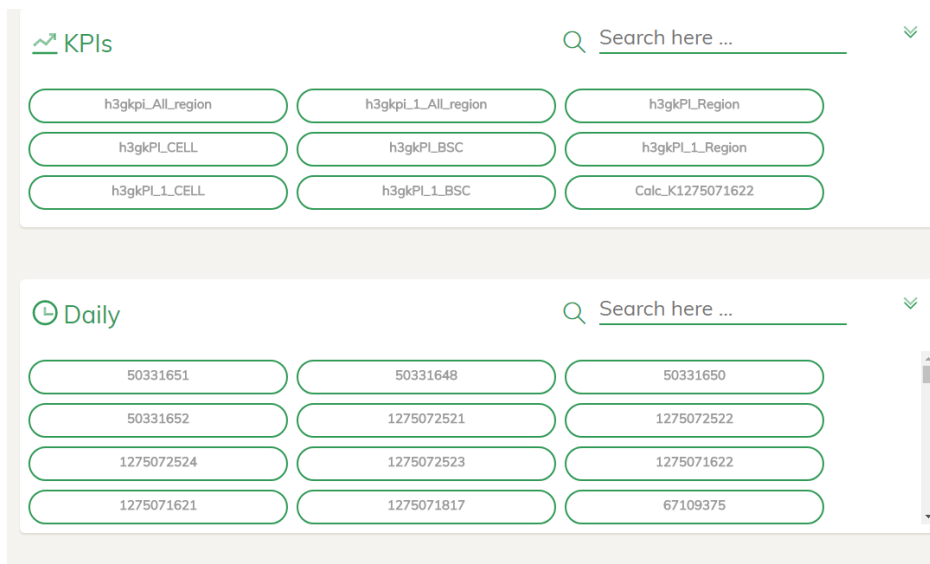 KPIs Search here ...
h3gkpi_All_region h3gkpi_1_All_region h3gkPI_Region
h3gkPI_CELL h3gkPI_BSC h3gkPI_1_Region
h3gkPI_1_CELL h3gkPI_1_BSC Calc_K1275071622
Daily Search here ...
50331651 50331648 50331650
50331652 1275072521 1275072522
1275072524 1275072523 1275071622
1275071621 1275071817 67109375